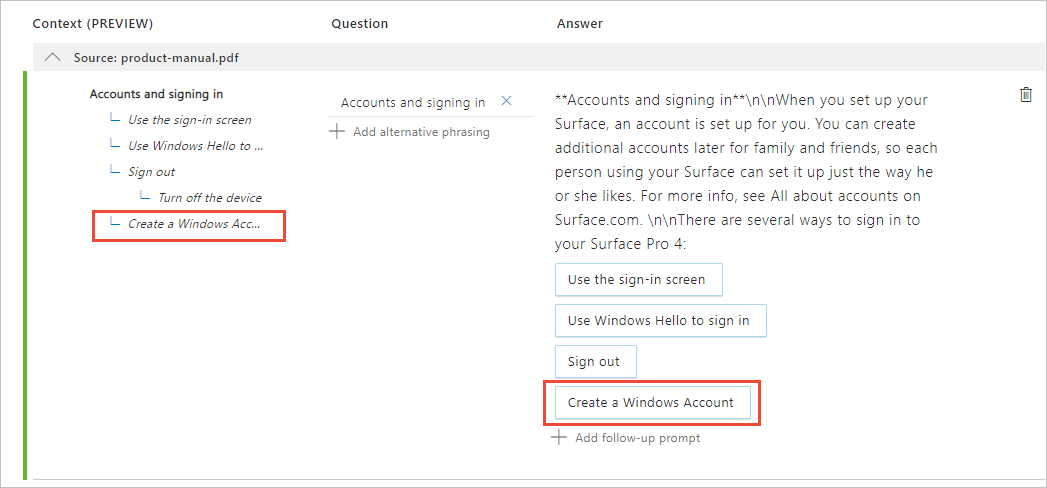 Context (PREVIEW)
Question
Answer
Source: product-manual.pdf
Accounts and signing in
Use the sign-in screen
Use Windows Hello to ...
Sign out
Turn off the device
Create a Windows Acc...
Accounts and signing in
Add alternative phrasing
**Accounts and signing in**\n\nWhen you set up your
Surface, an account is set up for you. You can create
additional accounts later for family and friends, so each
person using your Surface can set it up just the way he
or she likes. For more info, see All about accounts on
Surface.com. \n\nThere are several ways to sign in to
your Surface Pro 4:
Use the sign-in screen
Use Windows Hello to sign in
Sign out
Create a Windows Account
Add follow-up prompt